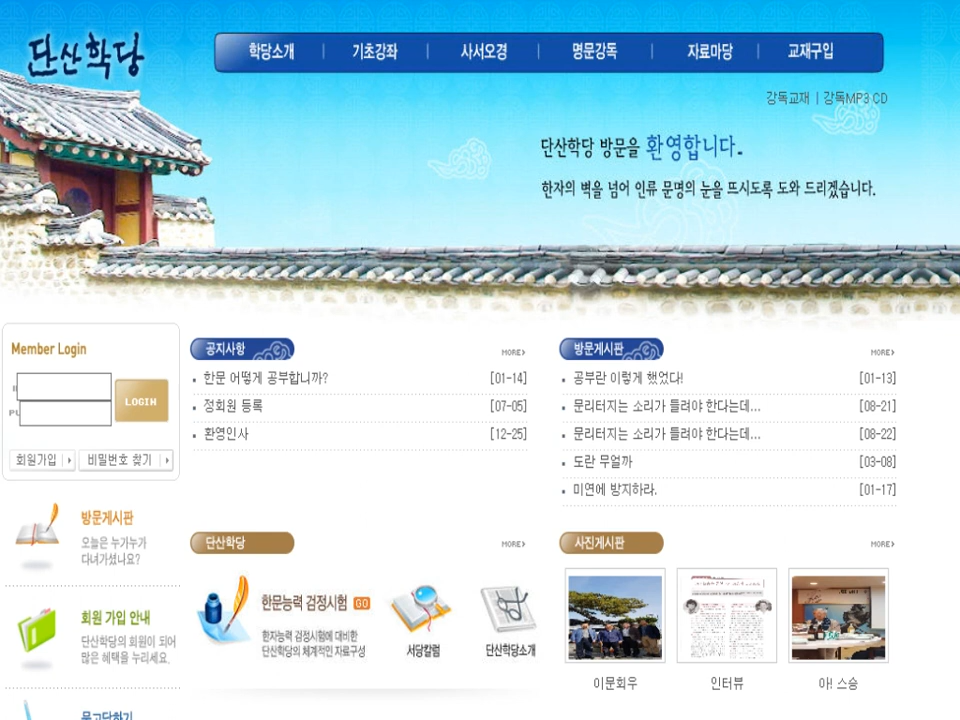 단산학당
학당소개 | 기초강좌 | 사서오경 | 명문강독 | 자료마당 | 교재구입
강독교재 | 강독MP3 CD
단산학당 방문을 환영합니다.
한자의 벽을 넘어 인류 문명의 눈을 뜨시도록 도와 드리겠습니다.
Member Login
LOGIN
회원가입
비밀번호 찾기
공지사항
MORE
한문 어떻게 공부합니까? [01-14]
정회원 등록 [07-05]
환영인사 [12-25]
방문게시판
MORE
공부란 이렇게 했었다! [01-13]
문리터지는 소리가 들려야 한다는데... [08-21]
문리터지는 소리가 들려야 한다는데... [08-22]
도란 무얼까 [03-08]
미연에 방지하라. [01-17]
방문게시판
오늘은 누가누가
다녀가셨나요?
회원 가입 안내
단산학당의 회원이 되어
많은 혜택을 누리세요.
묻고답하기
단산학당
MORE
한문능력 검정시험 GO
한자능력 검정시험에 대비한
단산학당의 체계적인 자료구성
서당칼럼
단산학당소개
사진게시판
MORE
이문회우
인터뷰
아! 스승